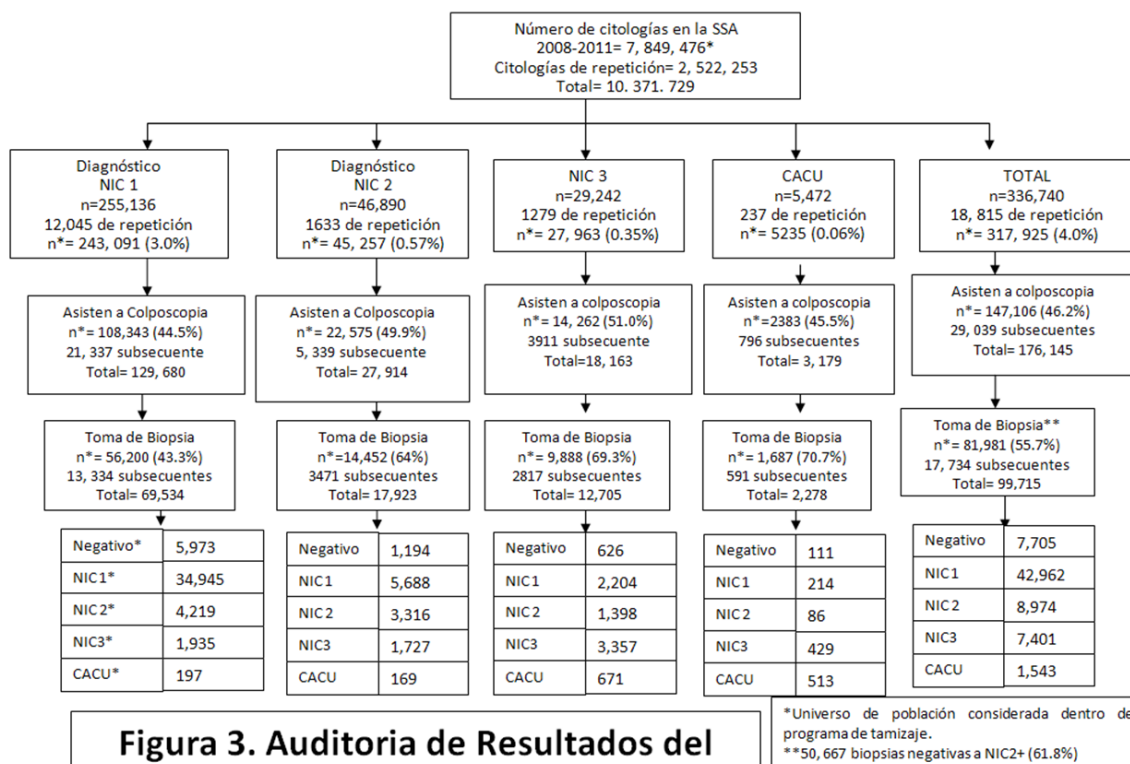 Número de citologías en la SSA
2008-2011= 7, 849, 476*
Citologías de repetición= 2, 522, 253
Total= 10. 371. 729
Diagnóstico
NIC 1
n=255,136
12,045 de repetición
n*= 243, 091 (3.0%)
Diagnóstico
NIC 2
n=46,890
1633 de repetición
n*= 45, 257 (0.57%)
NIC 3
n=29,242
1279 de repetición
n*= 27, 963 (0.35%)
CACU
n=5,472
237 de repetición
n*= 5235 (0.06%)
TOTAL
n=336,740
18, 815 de repetición
n*= 317, 925 (4.0%)
Asisten a Colposcopia
n*= 108,343 (44.5%)
21, 337 subsecuente
Total= 129, 680
Asisten a Colposcopia
n*= 22, 575 (49.9%)
5, 339 subsecuente
Total= 27, 914
Asisten a colposcopia
n*= 14, 262 (51.0%)
3911 subsecuente
Total=18, 163
Asisten a colposcopia
n*=2383 (45.5%)
796 subsecuentes
Total= 3, 179
Asisten a colposcopia
n*= 147,106 (46.2%)
29, 039 subsecuentes
Total= 176, 145
Toma de Biopsia
n*= 56,200 (43.3%)
13, 334 subsecuentes
Total= 69,534
Toma de Biopsia
n*=14,452 (64%)
3471 subsecuentes
Total= 17,923
Toma de Biopsia
n*= 9,888 (69.3%)
2817 subsecuentes
Total= 12,705
Toma de Biopsia
n*= 1,687 (70.7%)
591 subsecuentes
Total= 2,278
Toma de Biopsia**
n*= 81,981 (55.7%)
17, 734 subsecuentes
Total= 99,715
Negativo* 5,973
NIC1* 34,945
NIC 2* 4,219
NIC3* 1,935
CACU* 197
Negativo 1,194
NIC1 5,688
NIC 2 3,316
NIC3 1,727
CACU 169
Negativo 626
NIC1 2,204
NIC2 1,398
NIC3 3,357
CACU 671
Negativo 111
NIC1 214
NIC 2 86
NIC3 429
CACU 513
Negativo 7,705
NIC1 42,962
NIC2 8,974
NIC3 7,401
CACU 1,543
Figura 3. Auditoria de Resultados del
*Universo de población considerada dentro de
programa de tamizaje.
**50, 667 biopsias negativas a NIC2+ (61.8%)